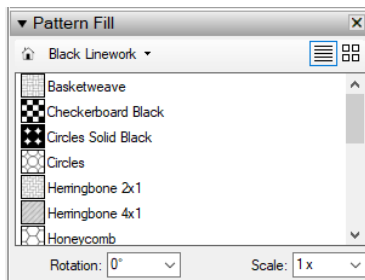 Pattern Fill
Black Linework
Basketweave
Checkerboard Black
Circles Solid Black
Circles
Herringbone 2x1
Herringbone 4x1
Honeycomb
Rotation: 0° Scale: 1 x